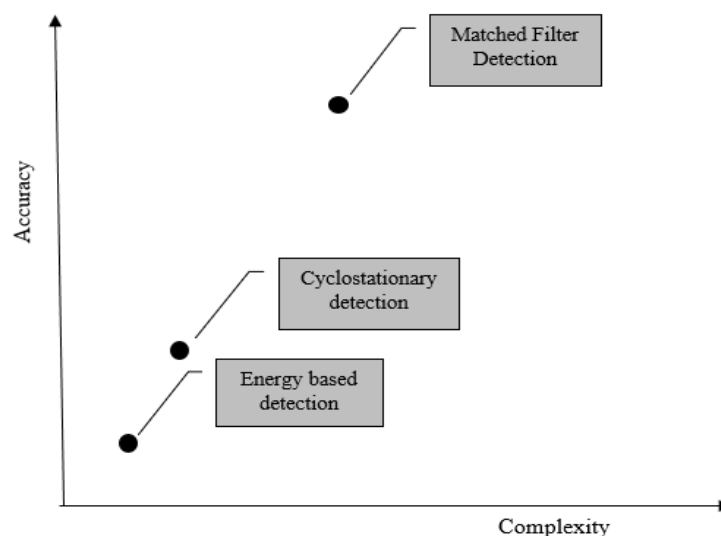 Matched Filter
Detection
Accuracy
Cyclostationary
detection
Energy based
detection
Complexity